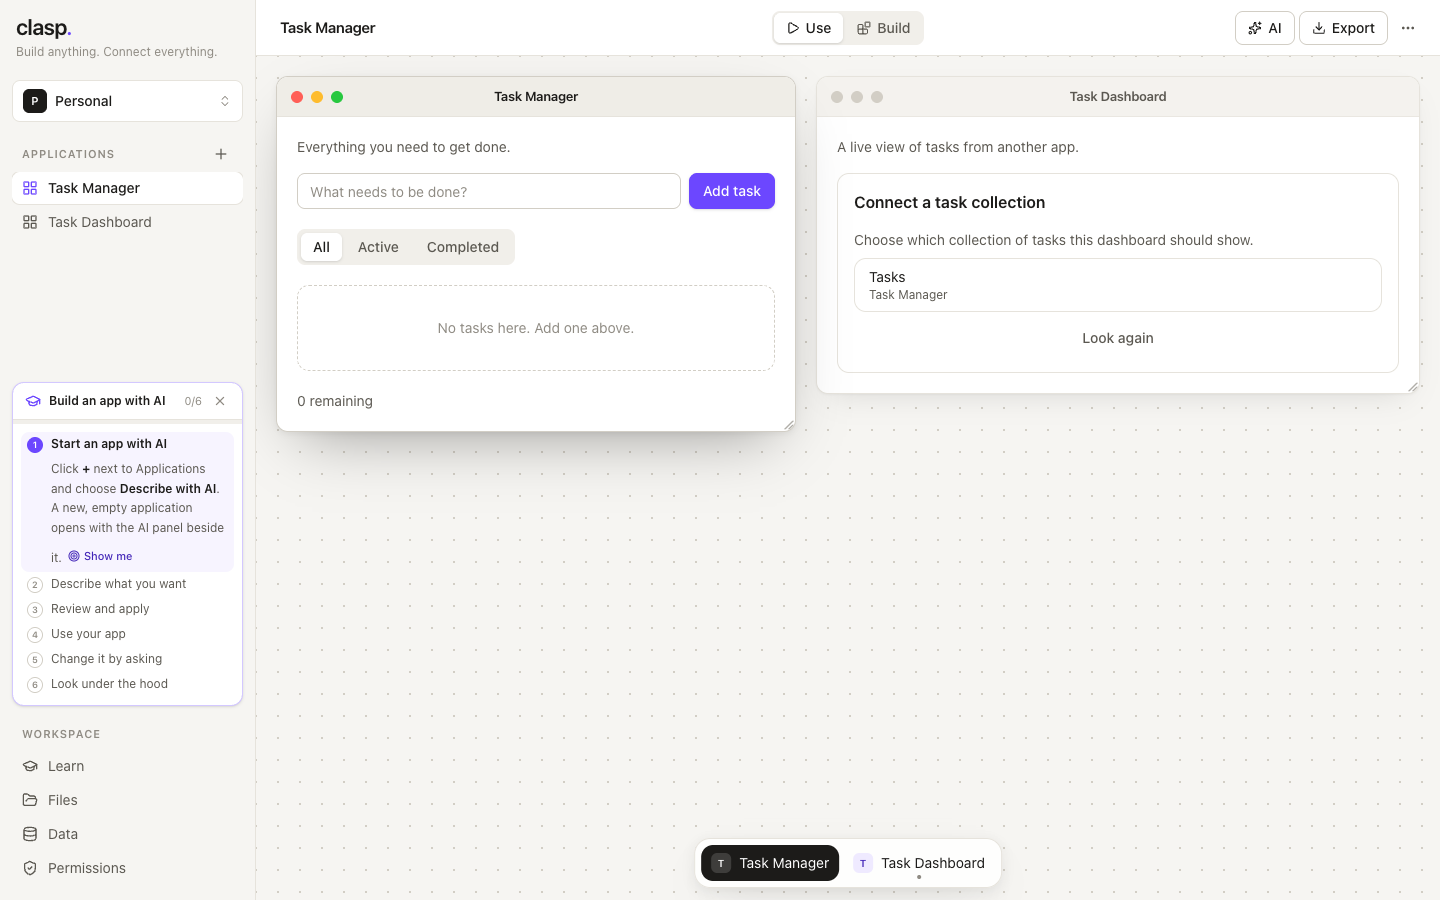 clasp.
Build anything. Connect everything.
P Personal
APPLICATIONS
Task Manager
Task Dashboard
Build an app with AI 0/6
1 Start an app with AI
Click + next to Applications
and choose Describe with AI.
A new, empty application
opens with the AI panel beside
it. Show me
2 Describe what you want
3 Review and apply
4 Use your app
5 Change it by asking
6 Look under the hood
WORKSPACE
Learn
Files
Data
Permissions
Task Manager
Use
Build
AI
Export
Task Manager
Everything you need to get done.
What needs to be done?
Add task
All Active Completed
No tasks here. Add one above.
0 remaining
Task Dashboard
A live view of tasks from another app.
Connect a task collection
Choose which collection of tasks this dashboard should show.
Tasks
Task Manager
Look again
T Task Manager
T Task Dashboard